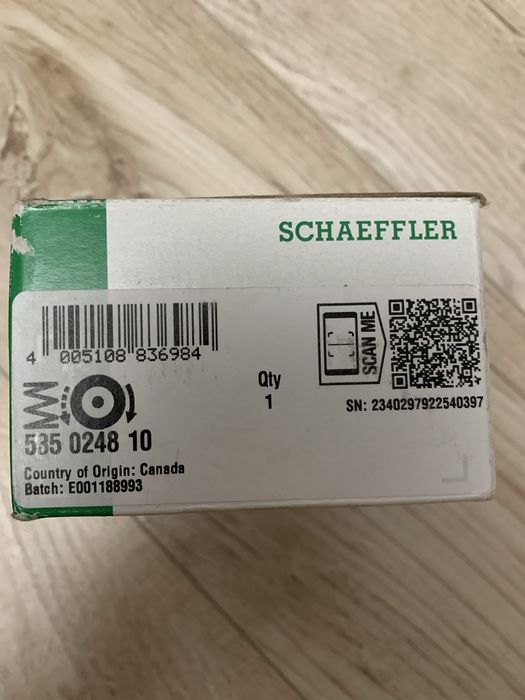 SCHAEFFLER
4 005108 836984
SCAN ME
Qty
1
SN: 2340297922540397
535 0248 10
Country of Origin: Canada
Batch: E001188993